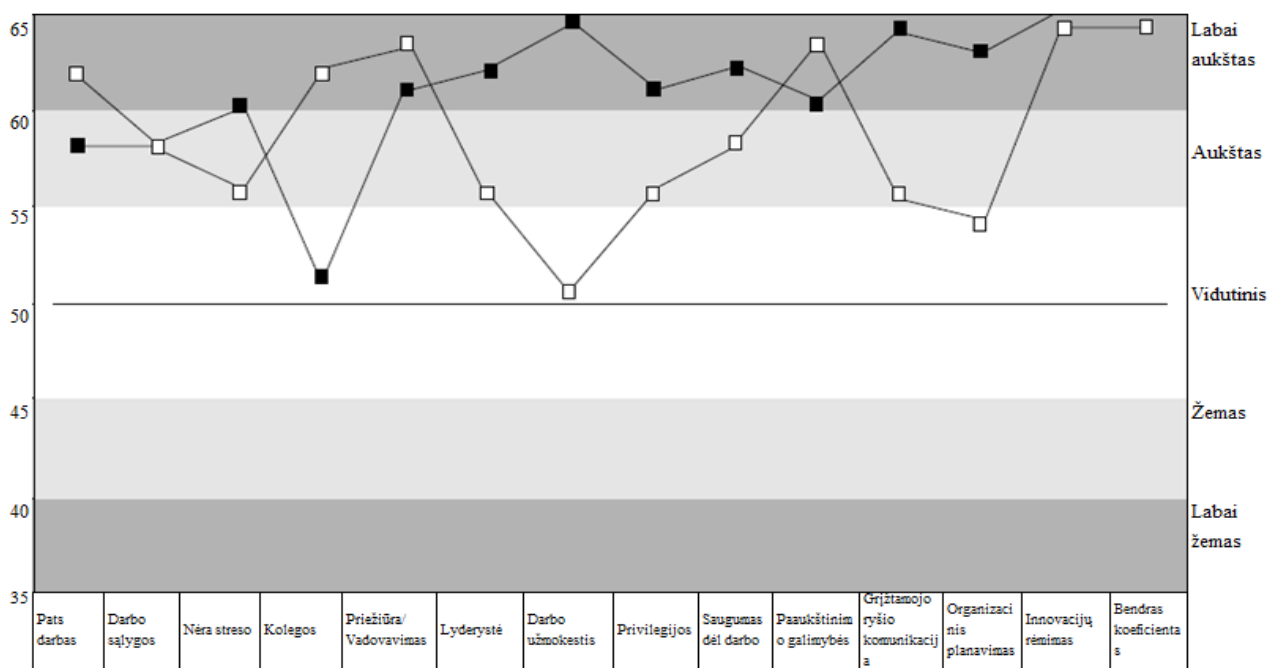 65
60
55
50
45
40
35
Labai
aukštas
Aukštas
Vidutinis
Žemas
Labai
žemas
Pats
darbas
Darbo
sąlygos
Nėra streso
Kolegos
Priežiūra/
Vadovavimas
Lyderystė
Darbo
užmokestis
Privilegijos
Saugumas
dėl darbo
Paaukštinim
o galimybės
Grįžtamojo
ryšio
komunikacij
a
Organizaci
nis
planavimas
Innovacijų
rėmimas
Bendras
koeficienta
s